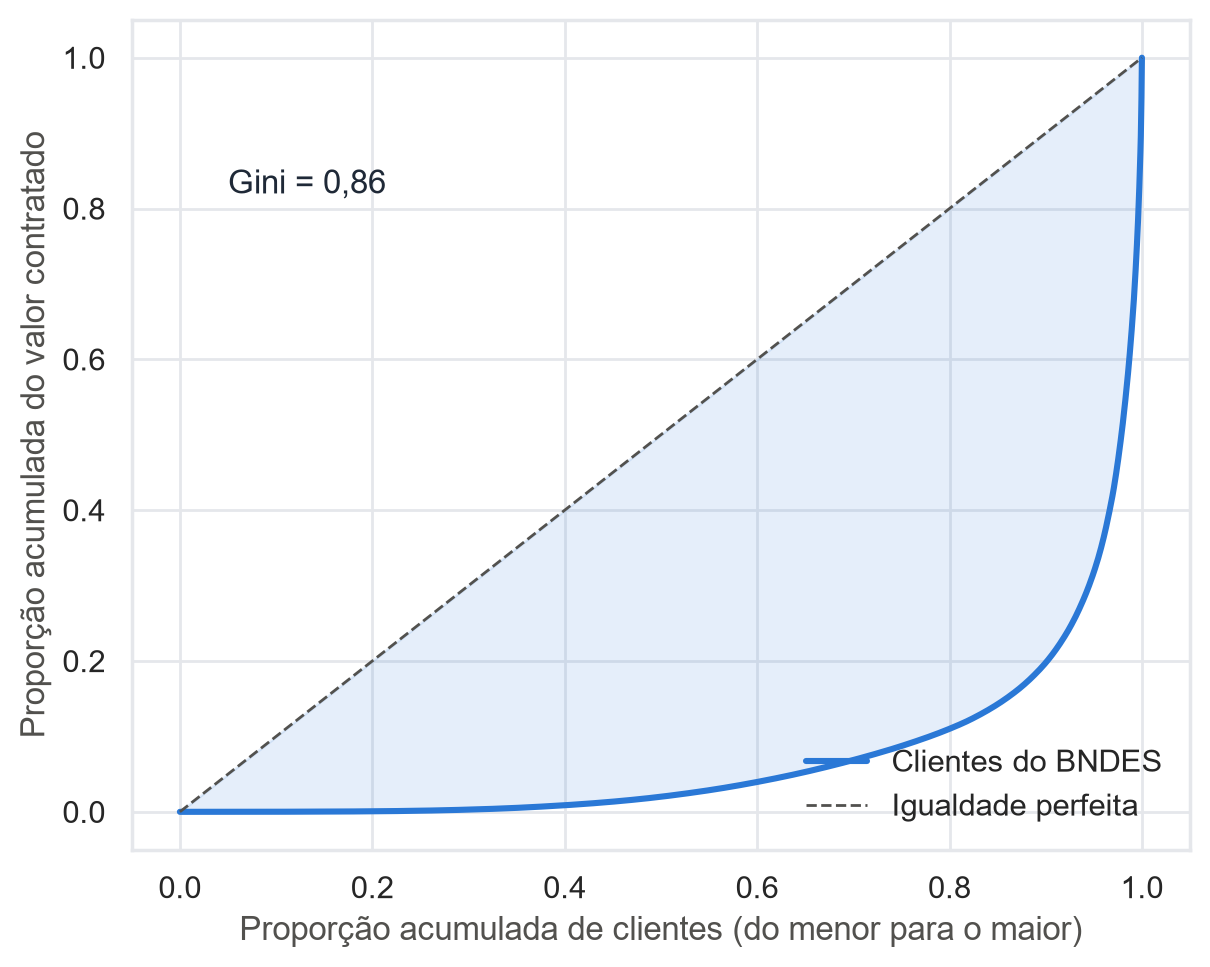 1.0
0.8
0.6
0.4
0.2
0.0
Proporção acumulada do valor contratado
Gini = 0,86
Clientes do BNDES
Igualdade perfeita
0.0 0.2 0.4 0.6 0.8 1.0
Proporção acumulada de clientes (do menor para o maior)